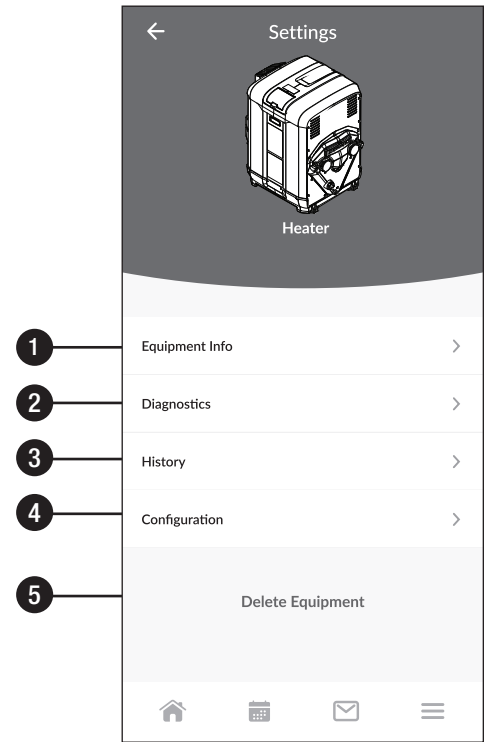 Settings
Heater
1 Equipment Info
2 Diagnostics
3 History
4 Configuration
5 Delete Equipment